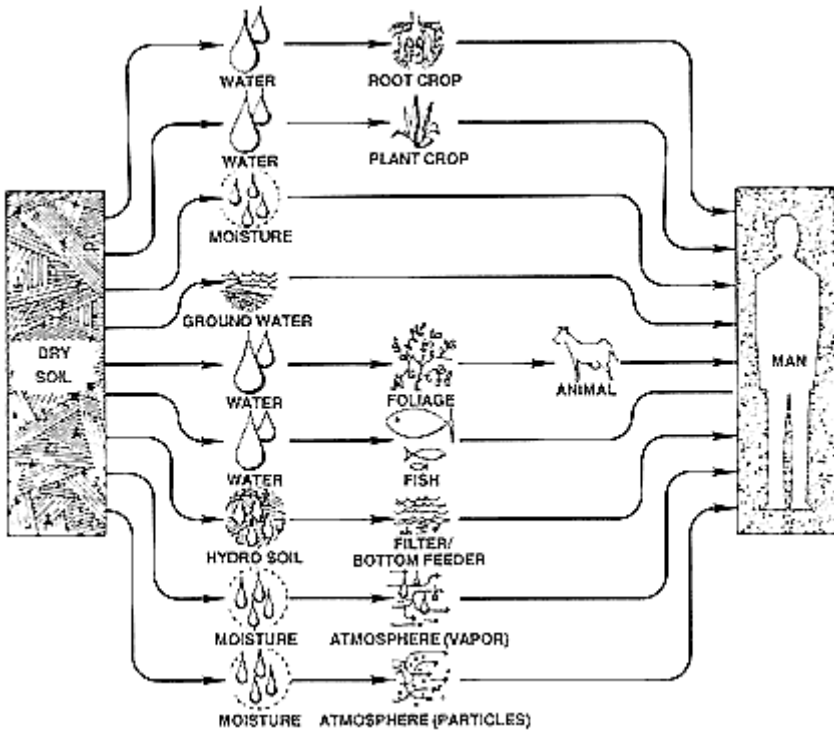 WATER
ROOT CROP
WATER
PLANT CROP
MOISTURE
GROUND WATER
DRY
SOIL
WATER
FOLIAGE
ANIMAL
MAN
WATER
FISH
HYDRO SOIL
FILTER/
BOTTOM FEEDER
MOISTURE
ATMOSPHERE (VAPOR)
MOISTURE
ATMOSPHERE (PARTICLES)